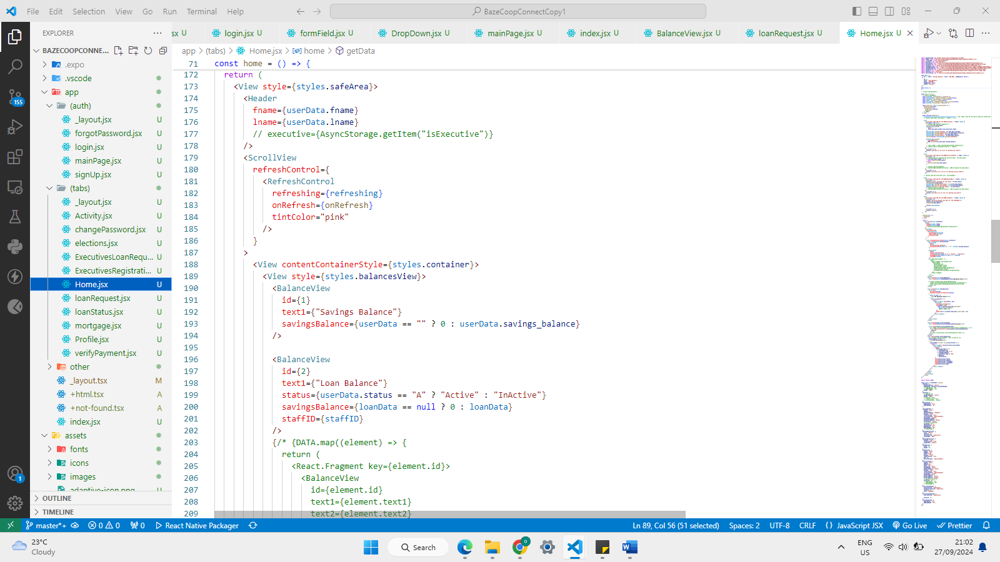 File Edit Selection View Go Run Terminal Help
BazeCoopConnectCopy1
EXPLORER
sx U
login.jsx U
formField.jsx U
DropDown.jsx U
mainPage.jsx U
index.jsx U
BalanceView.jsx U
loanRequest.jsx U
Home.jsx U
BAZECOOPCONNE...
app > (tabs) > Home.jsx > home > getData
.expo
.vscode
app
(auth)
_layout.jsx U
forgotPassword.jsx U
login.jsx U
mainPage.jsx U
signUp.jsx U
(tabs)
_layout.jsx U
Activity.jsx U
changePassword.jsx U
elections.jsx U
ExecutivesLoanRequ... U
ExecutivesRegistrati... U
Home.jsx U
loanRequest.jsx U
loanStatus.jsx U
mortgage.jsx U
Profile.jsx U
verifyPayment.jsx U
other
_layout.tsx M
+html.tsx A
+not-found.tsx A
index.jsx U
assets
fonts
icons
images
adaptive-icon.png U
OUTLINE
TIMELINE
155
1
71 const home = () => {
172 return (
173 <View style={styles.safeArea}>
174 <Header
175 fname={userData.fname}
176 lname={userData.lname}
177 // executive={AsyncStorage.getItem("isExecutive")}
178 />
179 <ScrollView
180 refreshControl={
181 <RefreshControl
182 refreshing={refreshing}
183 onRefresh={onRefresh}
184 tintColor="pink"
185 />
186 }
187 >
188 <View contentContainerStyle={styles.container}>
189 <View style={styles.balancesView}>
190 <BalanceView
191 id={1}
192 text1={"Savings Balance"}
193 savingsBalance={userData == "" ? 0 : userData.savings_balance}
194 />
195
196 <BalanceView
197 id={2}
198 text1={"Loan Balance"}
199 status={userData.status == "A" ? "Active" : "InActive"}
200 savingsBalance={loanData == null ? 0 : loanData}
201 staffID={staffID}
202 />
203 {/* {DATA.map((element) => {
204 return (
205 <React.Fragment key={element.id}>
206 <BalanceView
207 id={element.id}
208 text1={element.text1}
209 text2={element.text2}
master*+ 0 0 0 React Native Packager
Ln 89, Col 56 (51 selected) Spaces: 2 UTF-8 CRLF {} JavaScript JSX Go Live Prettier
23°C
Cloudy
Search
ENG
US
21:02
27/09/2024